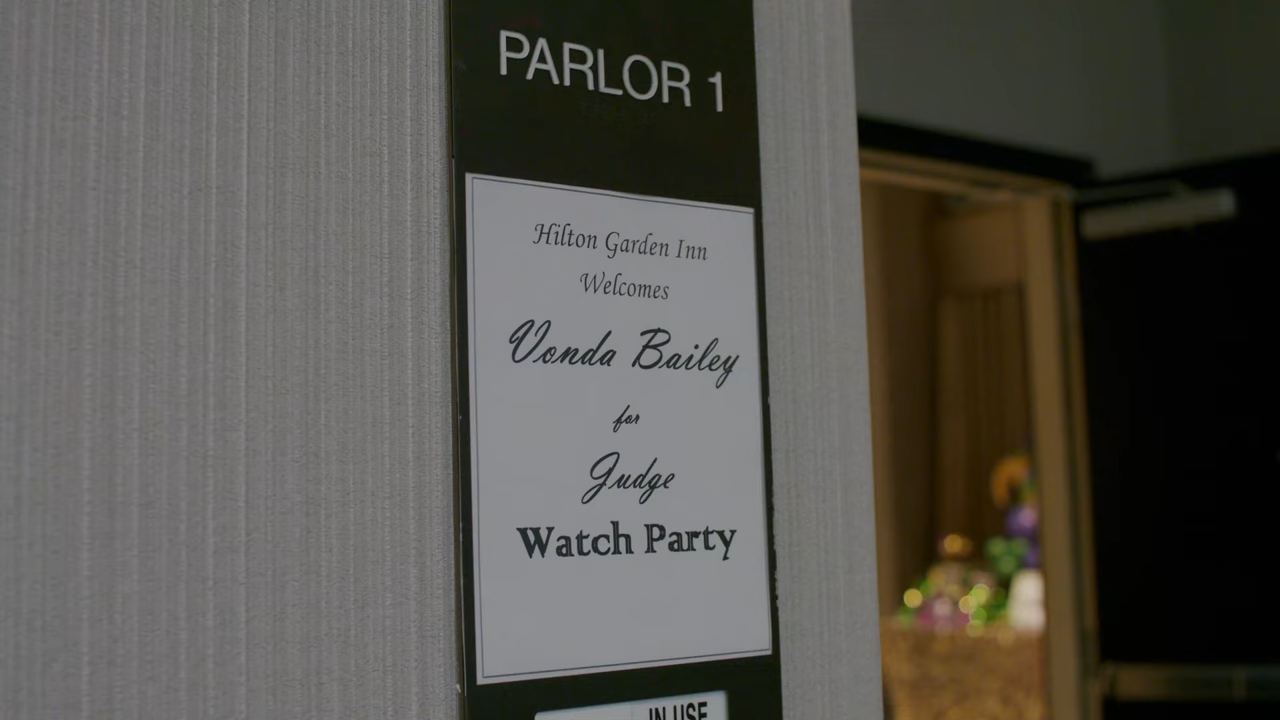 PARLOR 1
Hilton Garden Inn
Welcomes
Vonda Bailey
for
Judge
Watch Party
IN USE